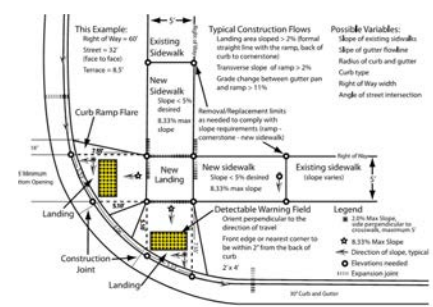 5'
This Example:
Right of Way = 60'
Street = 32'
(face to face)
Terrace = 8.5'
Existing
Sidewalk
New
Sidewalk
Slope < 5%
desired
8.33% max
slope
Typical Construction Flows
Landing area sloped > 2% (formal
straight line with the ramp, back of
curb to cornerstone)
Transverse slope of ramp > 2%
Grade change between gutter pan
and ramp > 11%
Possible Variables:
Slope of existing sidewalks
Slope of gutter flowline
Radius of curb and gutter
Curb type
Right of Way width
Angle of street intersection
Removal/Replacement limits
as needed to comply with
slope requirements (ramp -
cornerstone - new sidewalk)
Curb Ramp Flare
Right of Way
Minimum
from Opening
New
Landing
New sidewalk
Slope < 5% desired
8.33% max slope
Existing sidewalk
(slope varies)
5'
Landing
Detectable Warning Field
Orient perpendicular to the
direction of travel
Front edge or nearest corner to
be within 2" from the back of
curb
2' x 4'
Legend
2.0% Max Slope,
side perpendicular to
crosswalk, maximum 5'
8.33% Max Slope
Direction of slope, typical
Elevations needed
Expansion joint
Construction
Joint
Landing
30" Curb and Gutter